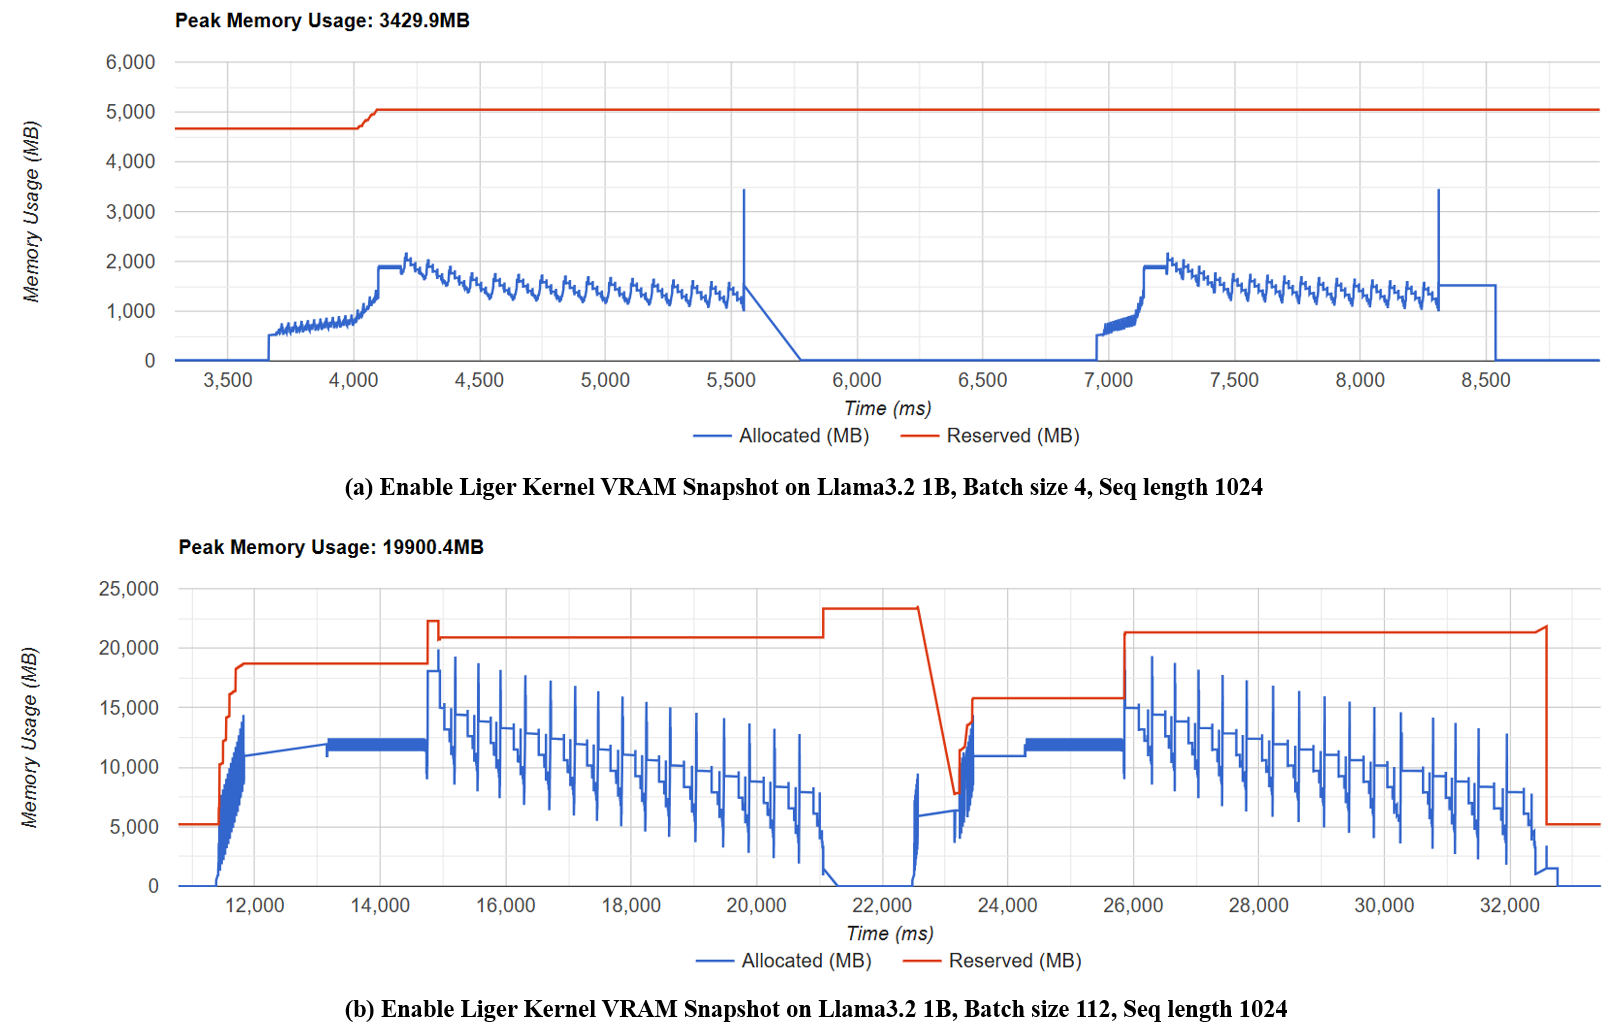 Peak Memory Usage: 3429.9MB
6,000
5,000
4,000
3,000
2,000
1,000
0
Memory Usage (MB)
3,500 4,000 4,500 5,000 5,500 6,000 6,500 7,000 7,500 8,000 8,500
Time (ms)
Allocated (MB) Reserved (MB)
(a) Enable Liger Kernel VRAM Snapshot on Llama3.2 1B, Batch size 4, Seq length 1024
Peak Memory Usage: 19900.4MB
25,000
20,000
15,000
10,000
5,000
0
Memory Usage (MB)
12,000 14,000 16,000 18,000 20,000 22,000 24,000 26,000 28,000 30,000 32,000
Time (ms)
Allocated (MB) Reserved (MB)
(b) Enable Liger Kernel VRAM Snapshot on Llama3.2 1B, Batch size 112, Seq length 1024